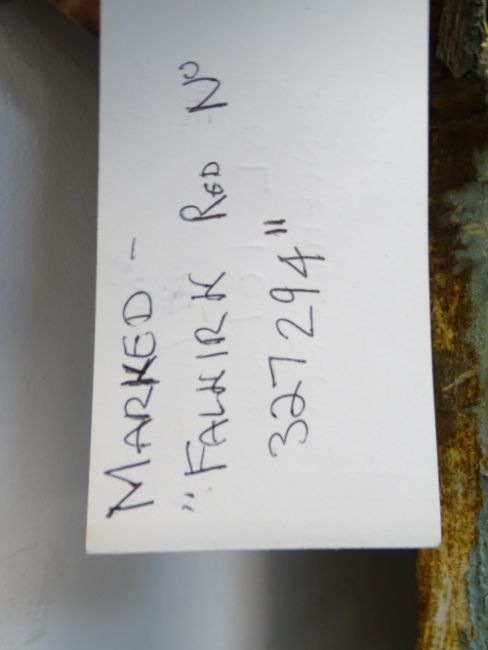 MARKED -
"FALKIRK RGD No
327294"